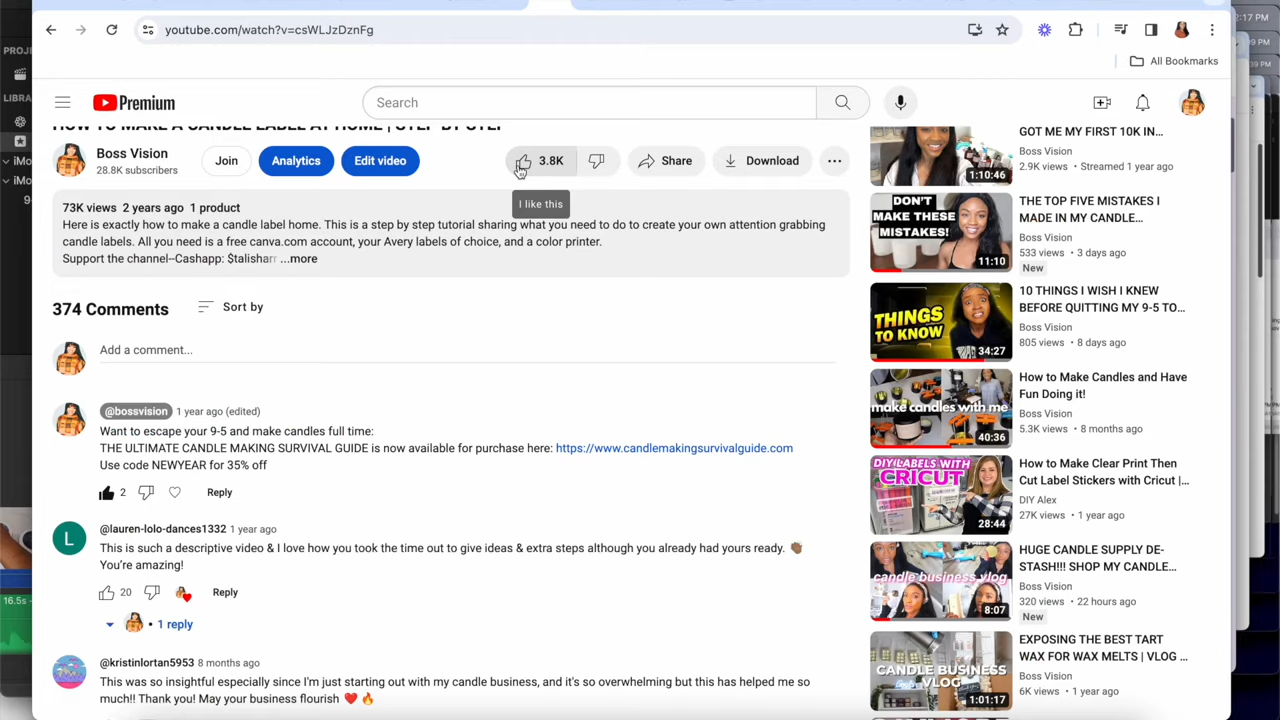 2:17 PM
youtube.com/watch?v=csWLJzDznFg
All Bookmarks
LIBRA
iMo
iMo
9-
16.5s
Premium
Search
HOW TO MAKE A CANDLE LABEL AT HOME | STEP BY STEP
Boss Vision
28.8K subscribers
Join
Analytics
Edit video
3.8K
Share
Download
I like this
73K views 2 years ago 1 product
Here is exactly how to make a candle label home. This is a step by step tutorial sharing what you need to do to create your own attention grabbing
candle labels. All you need is a free canva.com account, your Avery labels of choice, and a color printer.
Support the channel--Cashapp: $talisharr ...more
374 Comments
Sort by
Add a comment...
@bossvision 1 year ago (edited)
Want to escape your 9-5 and make candles full time:
THE ULTIMATE CANDLE MAKING SURVIVAL GUIDE is now available for purchase here: https://www.candlemakingsurvivalguide.com
Use code NEWYEAR for 35% off
2
Reply
L
@lauren-lolo-dances1332 1 year ago
This is such a descriptive video & I love how you took the time out to give ideas & extra steps although you already had yours ready. 👏🏾
You're amazing!
20
Reply
• 1 reply
@kristinlortan5953 8 months ago
This was so insightful especially since I'm just starting out with my candle business, and it's so overwhelming but this has helped me so
much!! Thank you! May your business flourish ❤️ 🔥
GOT ME MY FIRST 10K IN...
Boss Vision
2.9K views • Streamed 1 year ago
1:10:46
DON'T
MAKE THESE
MISTAKES!
11:10
THE TOP FIVE MISTAKES I
MADE IN MY CANDLE...
Boss Vision
533 views • 3 days ago
New
THINGS
TO KNOW
34:27
10 THINGS I WISH I KNEW
BEFORE QUITTING MY 9-5 TO...
Boss Vision
805 views • 8 days ago
make candles with me
40:36
How to Make Candles and Have
Fun Doing it!
Boss Vision
5.3K views • 8 months ago
DIY LABELS WITH
CRICUT
28:44
How to Make Clear Print Then
Cut Label Stickers with Cricut |...
DIY Alex
27K views • 1 year ago
candle business vlog
8:07
HUGE CANDLE SUPPLY DE-
STASH!!! SHOP MY CANDLE...
Boss Vision
320 views • 22 hours ago
New
CANDLE BUSINESS
VLOG
1:01:17
EXPOSING THE BEST TART
WAX FOR WAX MELTS | VLOG ...
Boss Vision
6K views • 1 year ago